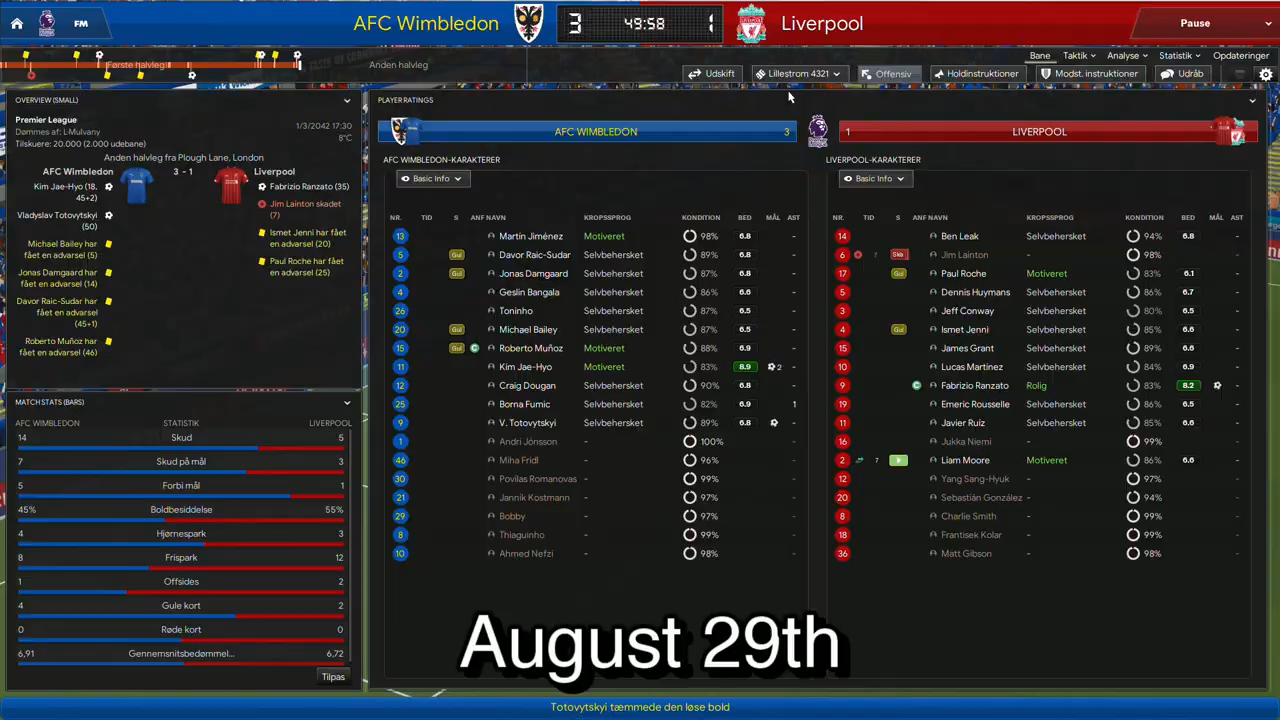 FM
AFC Wimbledon
3
49:58
1
Liverpool
Pause
Første halvleg
Anden halvleg
Bane
Taktik
Analyse
Statistik
Opdateringer
Udskift
Lillestrom 4321
Offensiv
Holdinstruktioner
Modst. instruktioner
Udråb
OVERVIEW (SMALL)
Premier League
Dømmes af: L-Mulvany
Tilskuere: 20.000 (2.000 udebane)
1/3/2042 17:30
8°C
Anden halvleg fra Plough Lane, London
AFC Wimbledon 3 - 1 Liverpool
Kim Jae-Hyo (18,
45+2)
Vladyslav Totovytskyi
(50)
Michael Bailey har
fået en advarsel (5)
Jonas Damgaard har
fået en advarsel (14)
Davor Raic-Sudar har
fået en advarsel
(45+1)
Roberto Muñoz har
fået en advarsel (46)
Fabrizio Ranzato (35)
Jim Lainton skadet
(7)
Ismet Jenni har fået
en advarsel (20)
Paul Roche har fået
en advarsel (25)
MATCH STATS (BARS)
AFC WIMBLEDON STATISTIK LIVERPOOL
14 Skud 5
7 Skud på mål 3
5 Forbi mål 1
45% Boldbesiddelse 55%
4 Hjørnespark 3
8 Frispark 12
1 Offsides 2
4 Gule kort 2
0 Røde kort 0
6,91 Gennemsnitsbedømmel... 6,72
Tilpas
PLAYER RATINGS
AFC WIMBLEDON 3
1 LIVERPOOL
AFC WIMBLEDON-KARAKTERER
Basic Info
NR. TID S ANF NAVN KROPSSPROG KONDITION BED MÅL AST
13 Martín Jiménez Motiveret 98% 6.8 -
5 Gul Davor Raic-Sudar Selvbehersket 89% 6.8 -
2 Gul Jonas Damgaard Selvbehersket 87% 6.8 -
4 Geslin Bangala Selvbehersket 86% 6.6 -
26 Toninho Selvbehersket 87% 6.5 -
20 Gul Michael Bailey Selvbehersket 87% 6.5 -
15 Gul C Roberto Muñoz Motiveret 88% 6.9 -
11 Kim Jae-Hyo Motiveret 83% 8.9 2 -
12 Craig Dougan Selvbehersket 90% 6.8 -
25 Borna Fumic Selvbehersket 82% 6.9 1
9 V. Totovytskyi Selvbehersket 89% 6.8 -
1 Andri Jónsson - 100% -
46 Miha Fridl - 96% -
30 Povilas Romanovas - 99% -
21 Jannik Kostmann - 97% -
29 Bobby - 97% -
8 Thiaguinho - 99% -
10 Ahmed Nefzi - 98% -
LIVERPOOL-KARAKTERER
Basic Info
NR. TID S ANF NAVN KROPSSPROG KONDITION BED MÅL AST
14 Ben Leak Selvbehersket 94% 6.8 -
6 7 Ska Jim Lainton Selvbehersket 98% -
17 Gul Paul Roche Motiveret 83% 6.1 -
5 Dennis Huymans Selvbehersket 86% 6.7 -
3 Jeff Conway Selvbehersket 80% 6.5 -
4 Gul Ismet Jenni Selvbehersket 85% 6.6 -
15 James Grant Selvbehersket 89% 6.6 -
10 Lucas Martínez Selvbehersket 84% 6.9 -
9 C Fabrizio Ranzato Rolig 83% 8.2 -
19 Emeric Rousselle Selvbehersket 86% 6.5 -
11 Javier Ruiz Selvbehersket 85% 6.6 -
16 Jukka Niemi - 99% -
2 7 Liam Moore Motiveret 86% 6.6 -
12 Yang Sang-Hyuk - 97% -
20 Sebastián González - 94% -
8 Charlie Smith - 99% -
18 Frantisek Kolar - 99% -
36 Matt Gibson - 98% -
August 29th
Totovytskyi tæmmede den løse bold